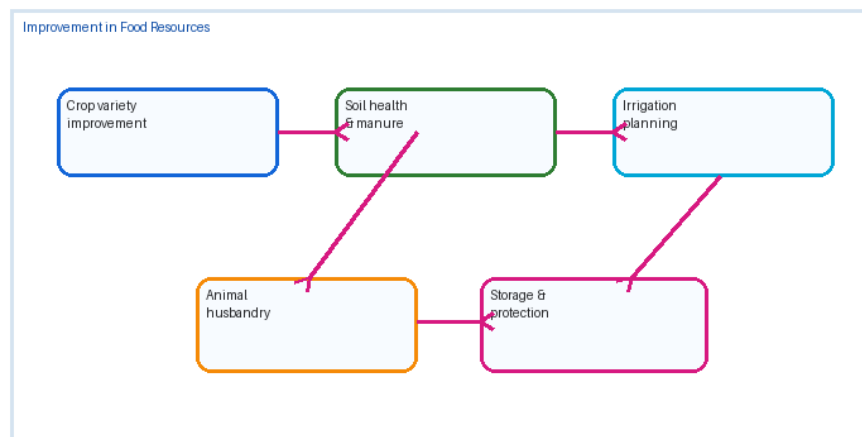 Improvement in Food Resources
Crop variety
improvement
Soil health
& manure
Irrigation
planning
Animal
husbandry
Storage &
protection